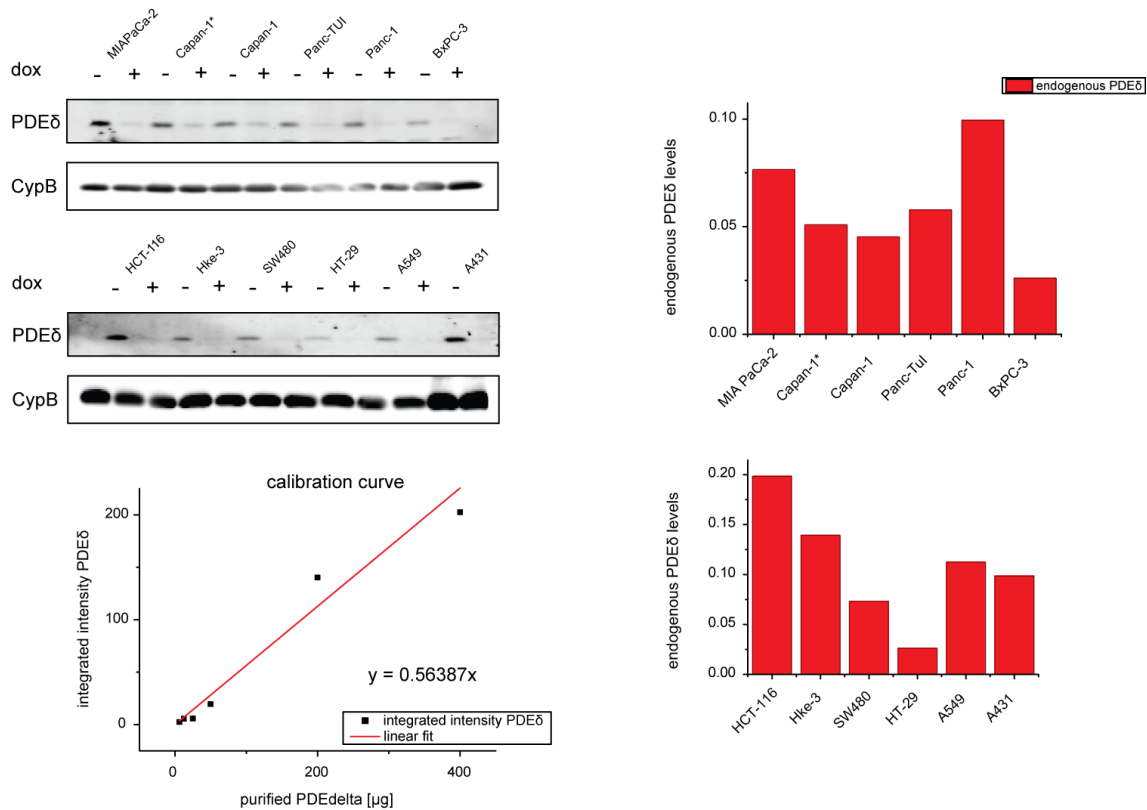 MIAPaCa-2 Capan-1* Capan-1 Panc-TUI Panc-1 BxPC-3
dox - + - + - + - + - + - +
PDEδ
CypB
HCT-116 Hke-3 SW480 HT-29 A549 A431
dox - + - + - + - + - + -
PDEδ
CypB
calibration curve
integrated intensity PDEδ
200
100
0
y = 0.56387x
integrated intensity PDEδ
linear fit
0 200 400
purified PDEdelta [µg]
endogenous PDEδ
endogenous PDEδ levels
0.10
0.05
0.00
MIA PaCa-2 Capan-1* Capan-1 Panc-TuI Panc-1 BxPC-3
endogenous PDEδ levels
0.20
0.15
0.10
0.05
0.00
HCT-116 Hke-3 SW480 HT-29 A549 A431